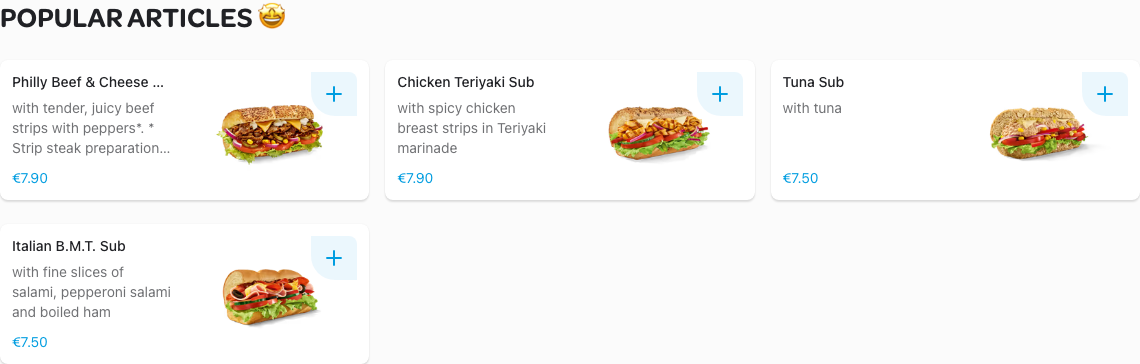 POPULAR ARTICLES 🤩
Philly Beef & Cheese ...
with tender, juicy beef
strips with peppers*. *
Strip steak preparation...
€7.90
Chicken Teriyaki Sub
with spicy chicken
breast strips in Teriyaki
marinade
€7.90
Tuna Sub
with tuna
€7.50
Italian B.M.T. Sub
with fine slices of
salami, pepperoni salami
and boiled ham
€7.50